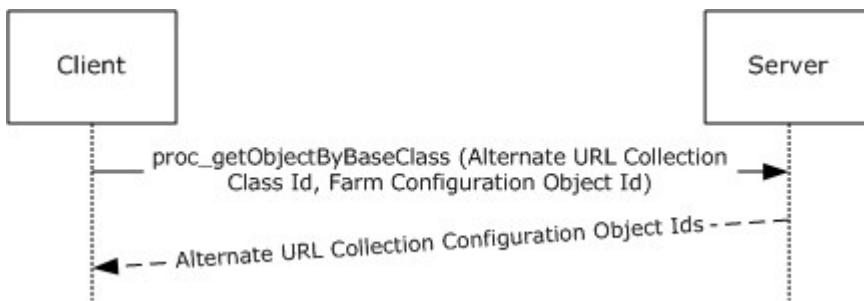 Client
Server
proc_getObjectByBaseClass (Alternate URL Collection
Class Id, Farm Configuration Object Id)
Alternate URL Collection Configuration Object Ids